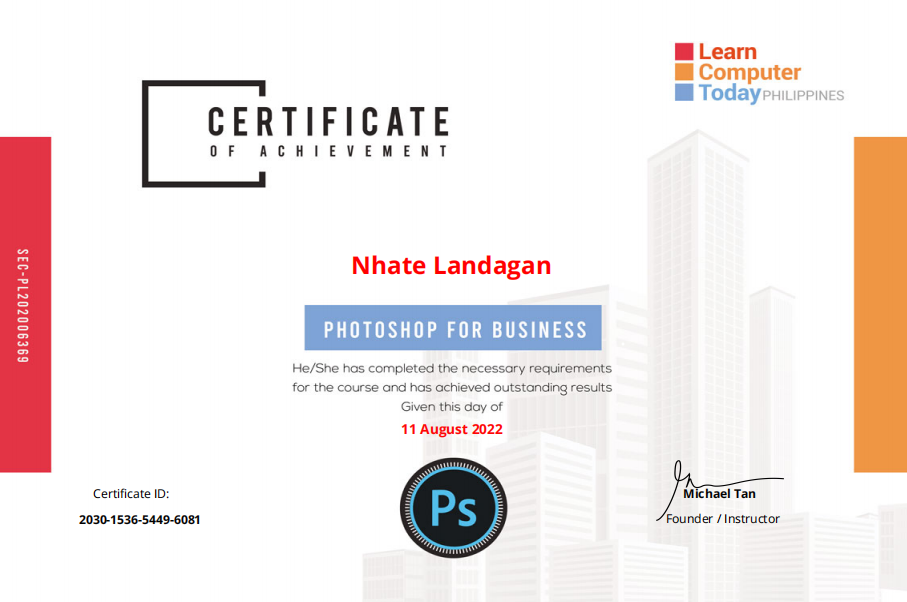 Learn
Computer
Today PHILIPPINES
CERTIFICATE
OF ACHIEVEMENT
SEC-PL202006369
Nhate Landagan
PHOTOSHOP FOR BUSINESS
He/She has completed the necessary requirements
for the course and has achieved outstanding results
Given this day of
11 August 2022
Ps
Certificate ID:
2030-1536-5449-6081
Michael Tan
Founder / Instructor